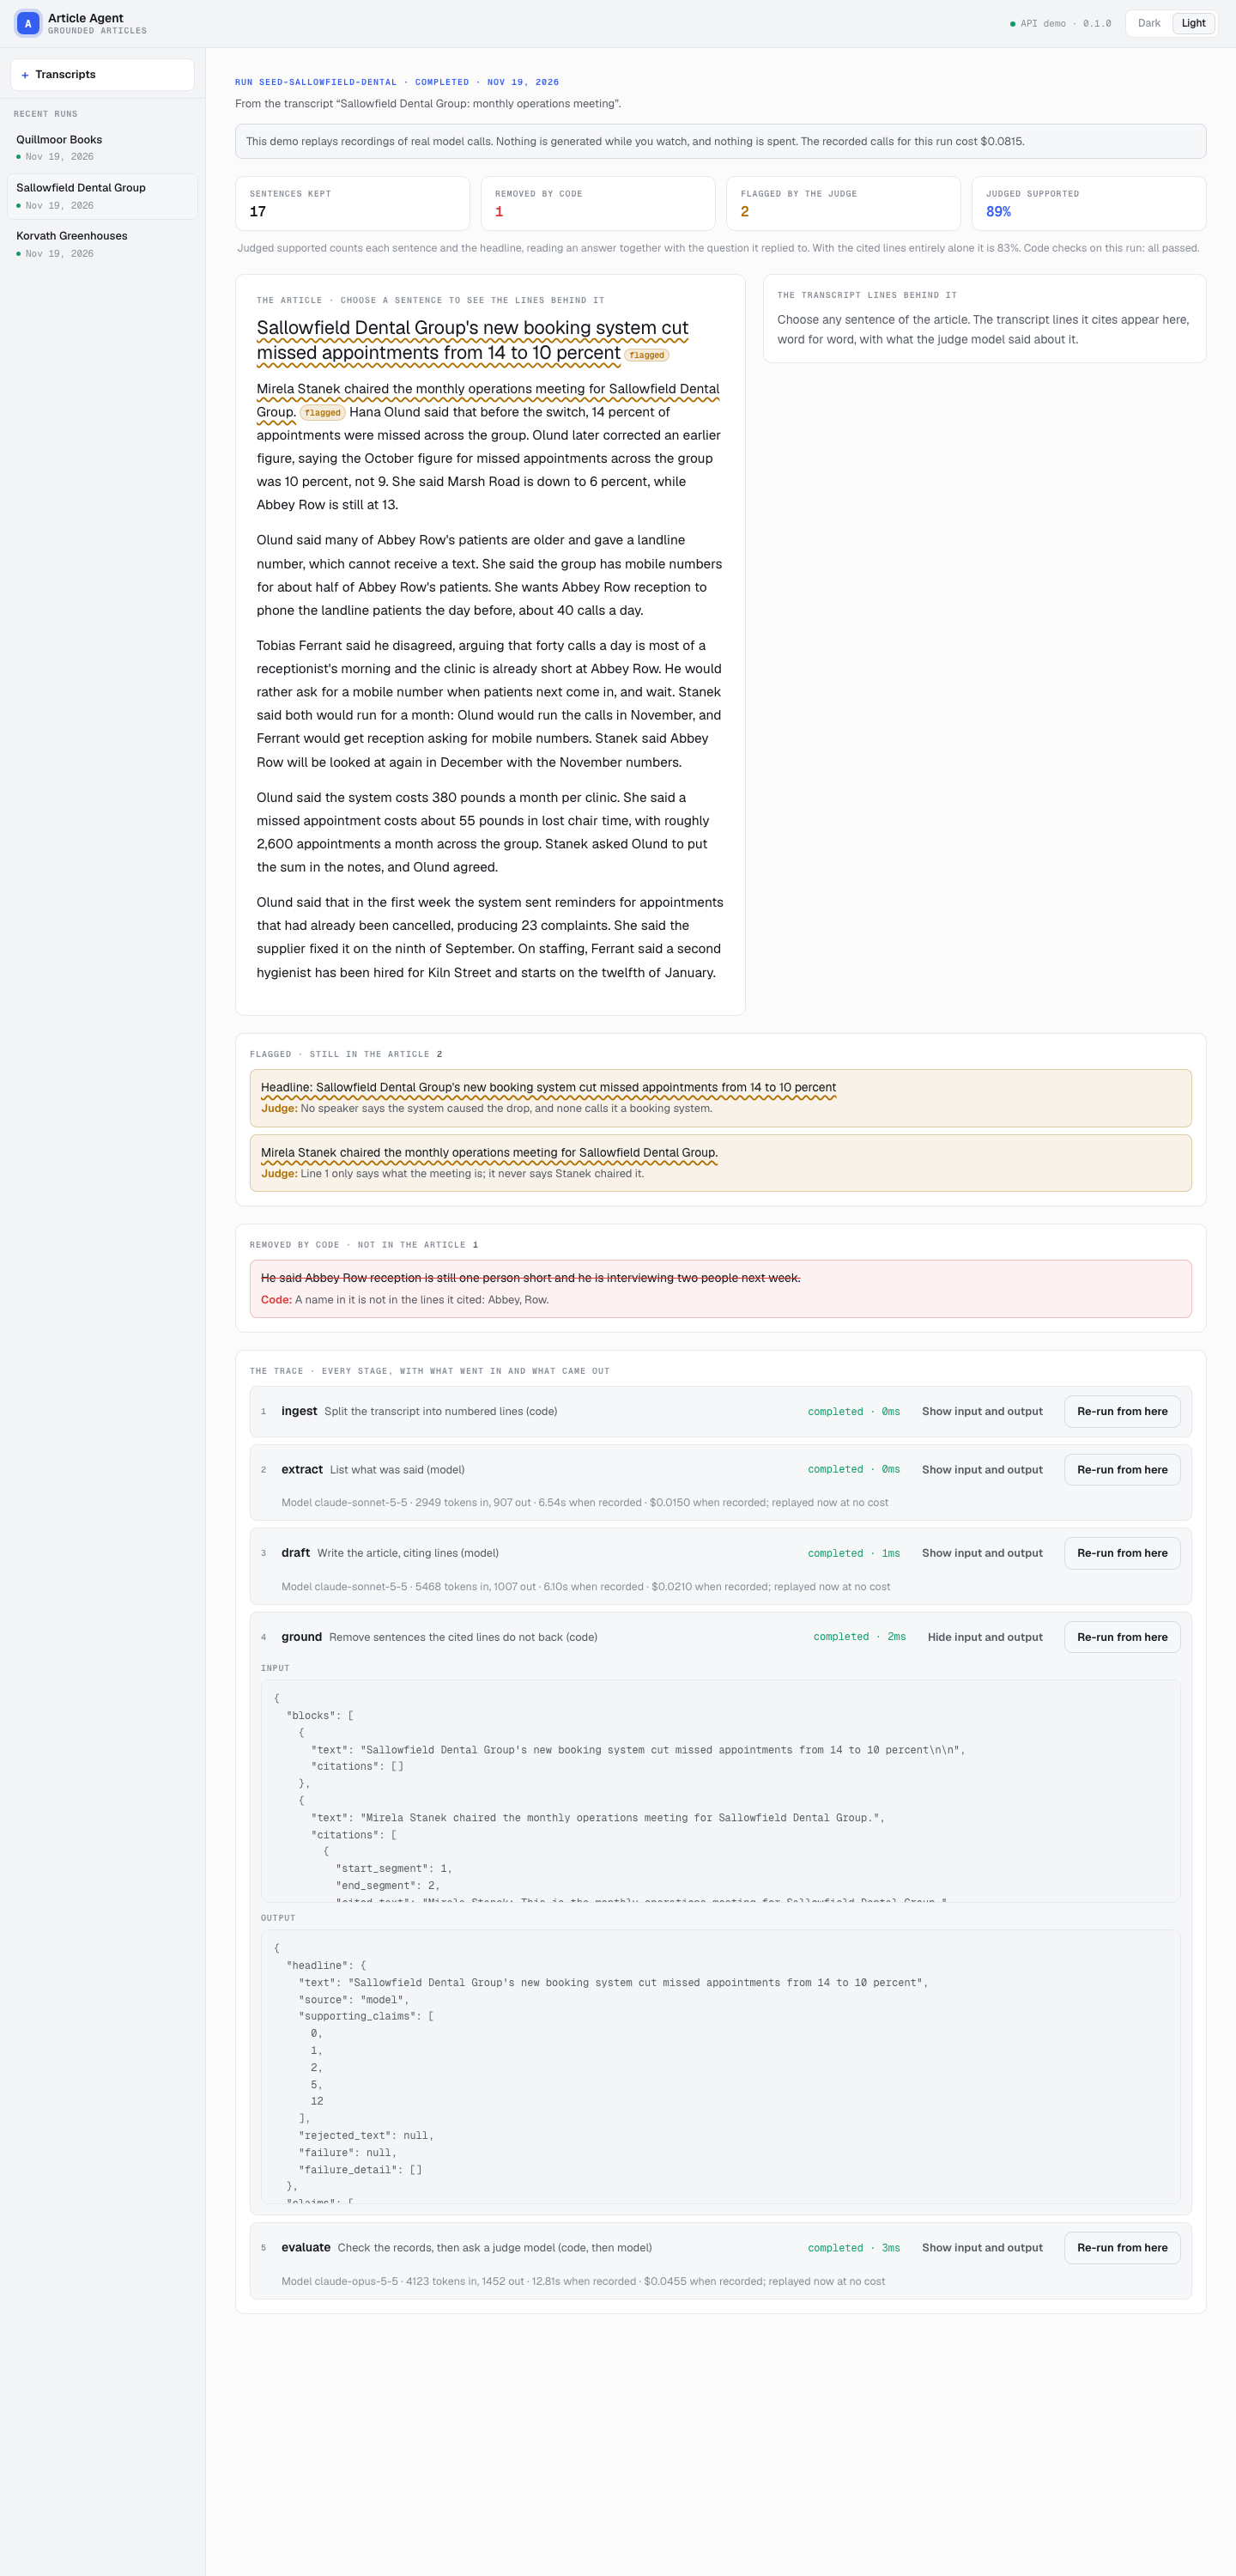 A
Article Agent
GROUNDED ARTICLES
API demo · 0.1.0
Dark
Light
+ Transcripts
RECENT RUNS
Quillmoor Books
Nov 19, 2026
Sallowfield Dental Group
Nov 19, 2026
Korvath Greenhouses
Nov 19, 2026
RUN SEED-SALLOWFIELD-DENTAL · COMPLETED · NOV 19, 2026
From the transcript “Sallowfield Dental Group: monthly operations meeting”.
This demo replays recordings of real model calls. Nothing is generated while you watch, and nothing is spent. The recorded calls for this run cost $0.0815.
SENTENCES KEPT
17
REMOVED BY CODE
1
FLAGGED BY THE JUDGE
2
JUDGED SUPPORTED
89%
Judged supported counts each sentence and the headline, reading an answer together with the question it replied to. With the cited lines entirely alone it is 83%. Code checks on this run: all passed.
THE ARTICLE · CHOOSE A SENTENCE TO SEE THE LINES BEHIND IT
Sallowfield Dental Group's new booking system cut
missed appointments from 14 to 10 percent flagged
Mirela Stanek chaired the monthly operations meeting for Sallowfield Dental
Group. flagged Hana Olund said that before the switch, 14 percent of
appointments were missed across the group. Olund later corrected an earlier
figure, saying the October figure for missed appointments across the group
was 10 percent, not 9. She said Marsh Road is down to 6 percent, while
Abbey Row is still at 13.
Olund said many of Abbey Row's patients are older and gave a landline
number, which cannot receive a text. She said the group has mobile numbers
for about half of Abbey Row's patients. She wants Abbey Row reception to
phone the landline patients the day before, about 40 calls a day.
Tobias Ferrant said he disagreed, arguing that forty calls a day is most of a
receptionist's morning and the clinic is already short at Abbey Row. He would
rather ask for a mobile number when patients next come in, and wait. Stanek
said both would run for a month: Olund would run the calls in November, and
Ferrant would get reception asking for mobile numbers. Stanek said Abbey
Row will be looked at again in December with the November numbers.
Olund said the system costs 380 pounds a month per clinic. She said a
missed appointment costs about 55 pounds in lost chair time, with roughly
2,600 appointments a month across the group. Stanek asked Olund to put
the sum in the notes, and Olund agreed.
Olund said that in the first week the system sent reminders for appointments
that had already been cancelled, producing 23 complaints. She said the
supplier fixed it on the ninth of September. On staffing, Ferrant said a second
hygienist has been hired for Kiln Street and starts on the twelfth of January.
THE TRANSCRIPT LINES BEHIND IT
Choose any sentence of the article. The transcript lines it cites appear here,
word for word, with what the judge model said about it.
FLAGGED · STILL IN THE ARTICLE 2
Headline: Sallowfield Dental Group's new booking system cut missed appointments from 14 to 10 percent
Judge: No speaker says the system caused the drop, and none calls it a booking system.
Mirela Stanek chaired the monthly operations meeting for Sallowfield Dental Group.
Judge: Line 1 only says what the meeting is; it never says Stanek chaired it.
REMOVED BY CODE · NOT IN THE ARTICLE 1
He said Abbey Row reception is still one person short and he is interviewing two people next week.
Code: A name in it is not in the lines it cited: Abbey, Row.
THE TRACE · EVERY STAGE, WITH WHAT WENT IN AND WHAT CAME OUT
1 ingest Split the transcript into numbered lines (code) completed · 0ms Show input and output Re-run from here
2 extract List what was said (model) completed · 0ms Show input and output Re-run from here
Model claude-sonnet-5-5 · 2949 tokens in, 907 out · 6.54s when recorded · $0.0150 when recorded; replayed now at no cost
3 draft Write the article, citing lines (model) completed · 1ms Show input and output Re-run from here
Model claude-sonnet-5-5 · 5468 tokens in, 1007 out · 6.10s when recorded · $0.0210 when recorded; replayed now at no cost
4 ground Remove sentences the cited lines do not back (code) completed · 2ms Hide input and output Re-run from here
INPUT
{
"blocks": [
{
"text": "Sallowfield Dental Group's new booking system cut missed appointments from 14 to 10 percent\n\n",
"citations": []
},
{
"text": "Mirela Stanek chaired the monthly operations meeting for Sallowfield Dental Group.",
"citations": [
{
"start_segment": 1,
"end_segment": 2,
"cited_text": "Mirela Stanek: This is the monthly operations meeting for Sallowfield Dental Group."
OUTPUT
{
"headline": {
"text": "Sallowfield Dental Group's new booking system cut missed appointments from 14 to 10 percent",
"source": "model",
"supporting_claims": [
0,
1,
2,
5,
12
],
"rejected_text": null,
"failure": null,
"failure_detail": []
},
"claims": [
5 evaluate Check the records, then ask a judge model (code, then model) completed · 3ms Show input and output Re-run from here
Model claude-opus-5-5 · 4123 tokens in, 1452 out · 12.81s when recorded · $0.0455 when recorded; replayed now at no cost